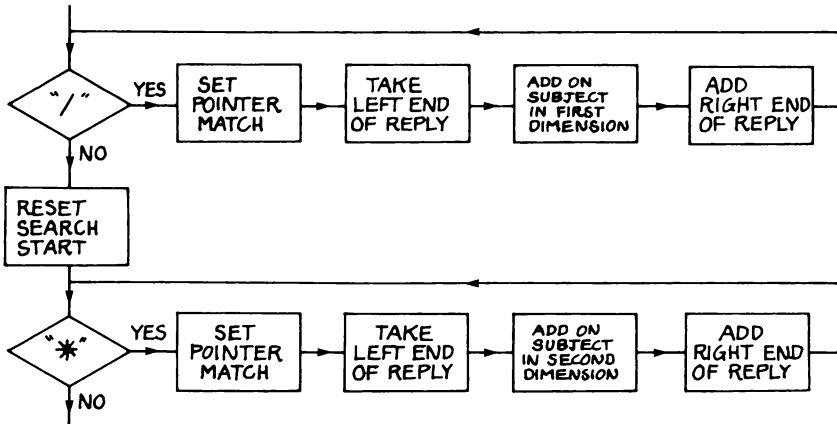 "/"
YES
SET
POINTER
MATCH
TAKE
LEFT END
OF REPLY
ADD ON
SUBJECT
IN FIRST
DIMENSION
ADD
RIGHT END
OF REPLY
NO
RESET
SEARCH
START
"*"
YES
SET
POINTER
MATCH
TAKE
LEFT END
OF REPLY
ADD ON
SUBJECT
IN SECOND
DIMENSION
ADD
RIGHT END
OF REPLY
NO